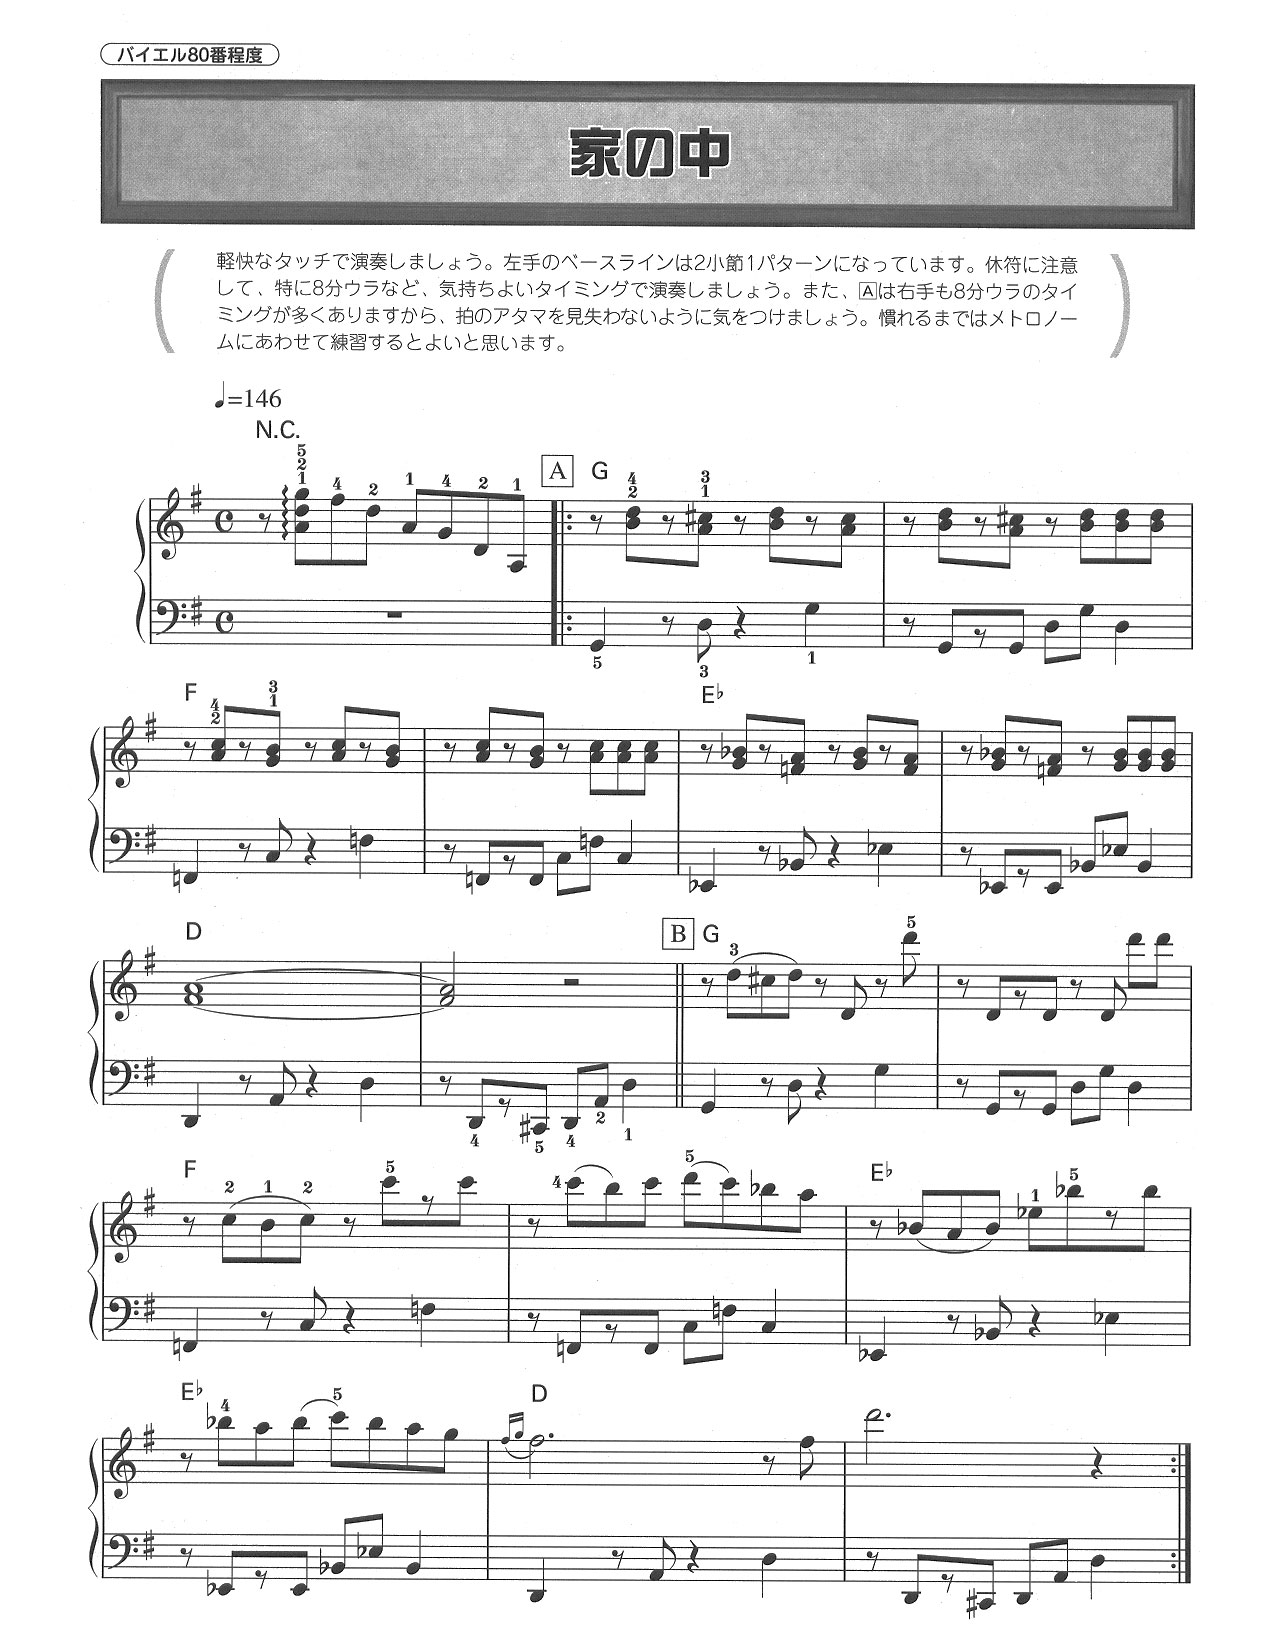 バイエル80番程度
家の中
軽快なタッチで演奏しましょう。左手のベースラインは2小節1パターンになっています。休符に注意
して、特に8分ウラなど、気持ちよいタイミングで演奏しましょう。また、Aは右手も8分ウラのタイ
ミングが多くありますから、拍のアタマを見失わないように気をつけましょう。慣れるまではメトロノー
ムにあわせて練習するとよいと思います。
♩=146
N.C.
5
2
1 4 2 1 4 2 1
A G
4 3
2 1
5 3 1
F E♭
4 3
2 1
D B G
3 5
4 5 4 2 1
F E♭
2 1 2 5 4 5 1 5
E♭ D
4 5